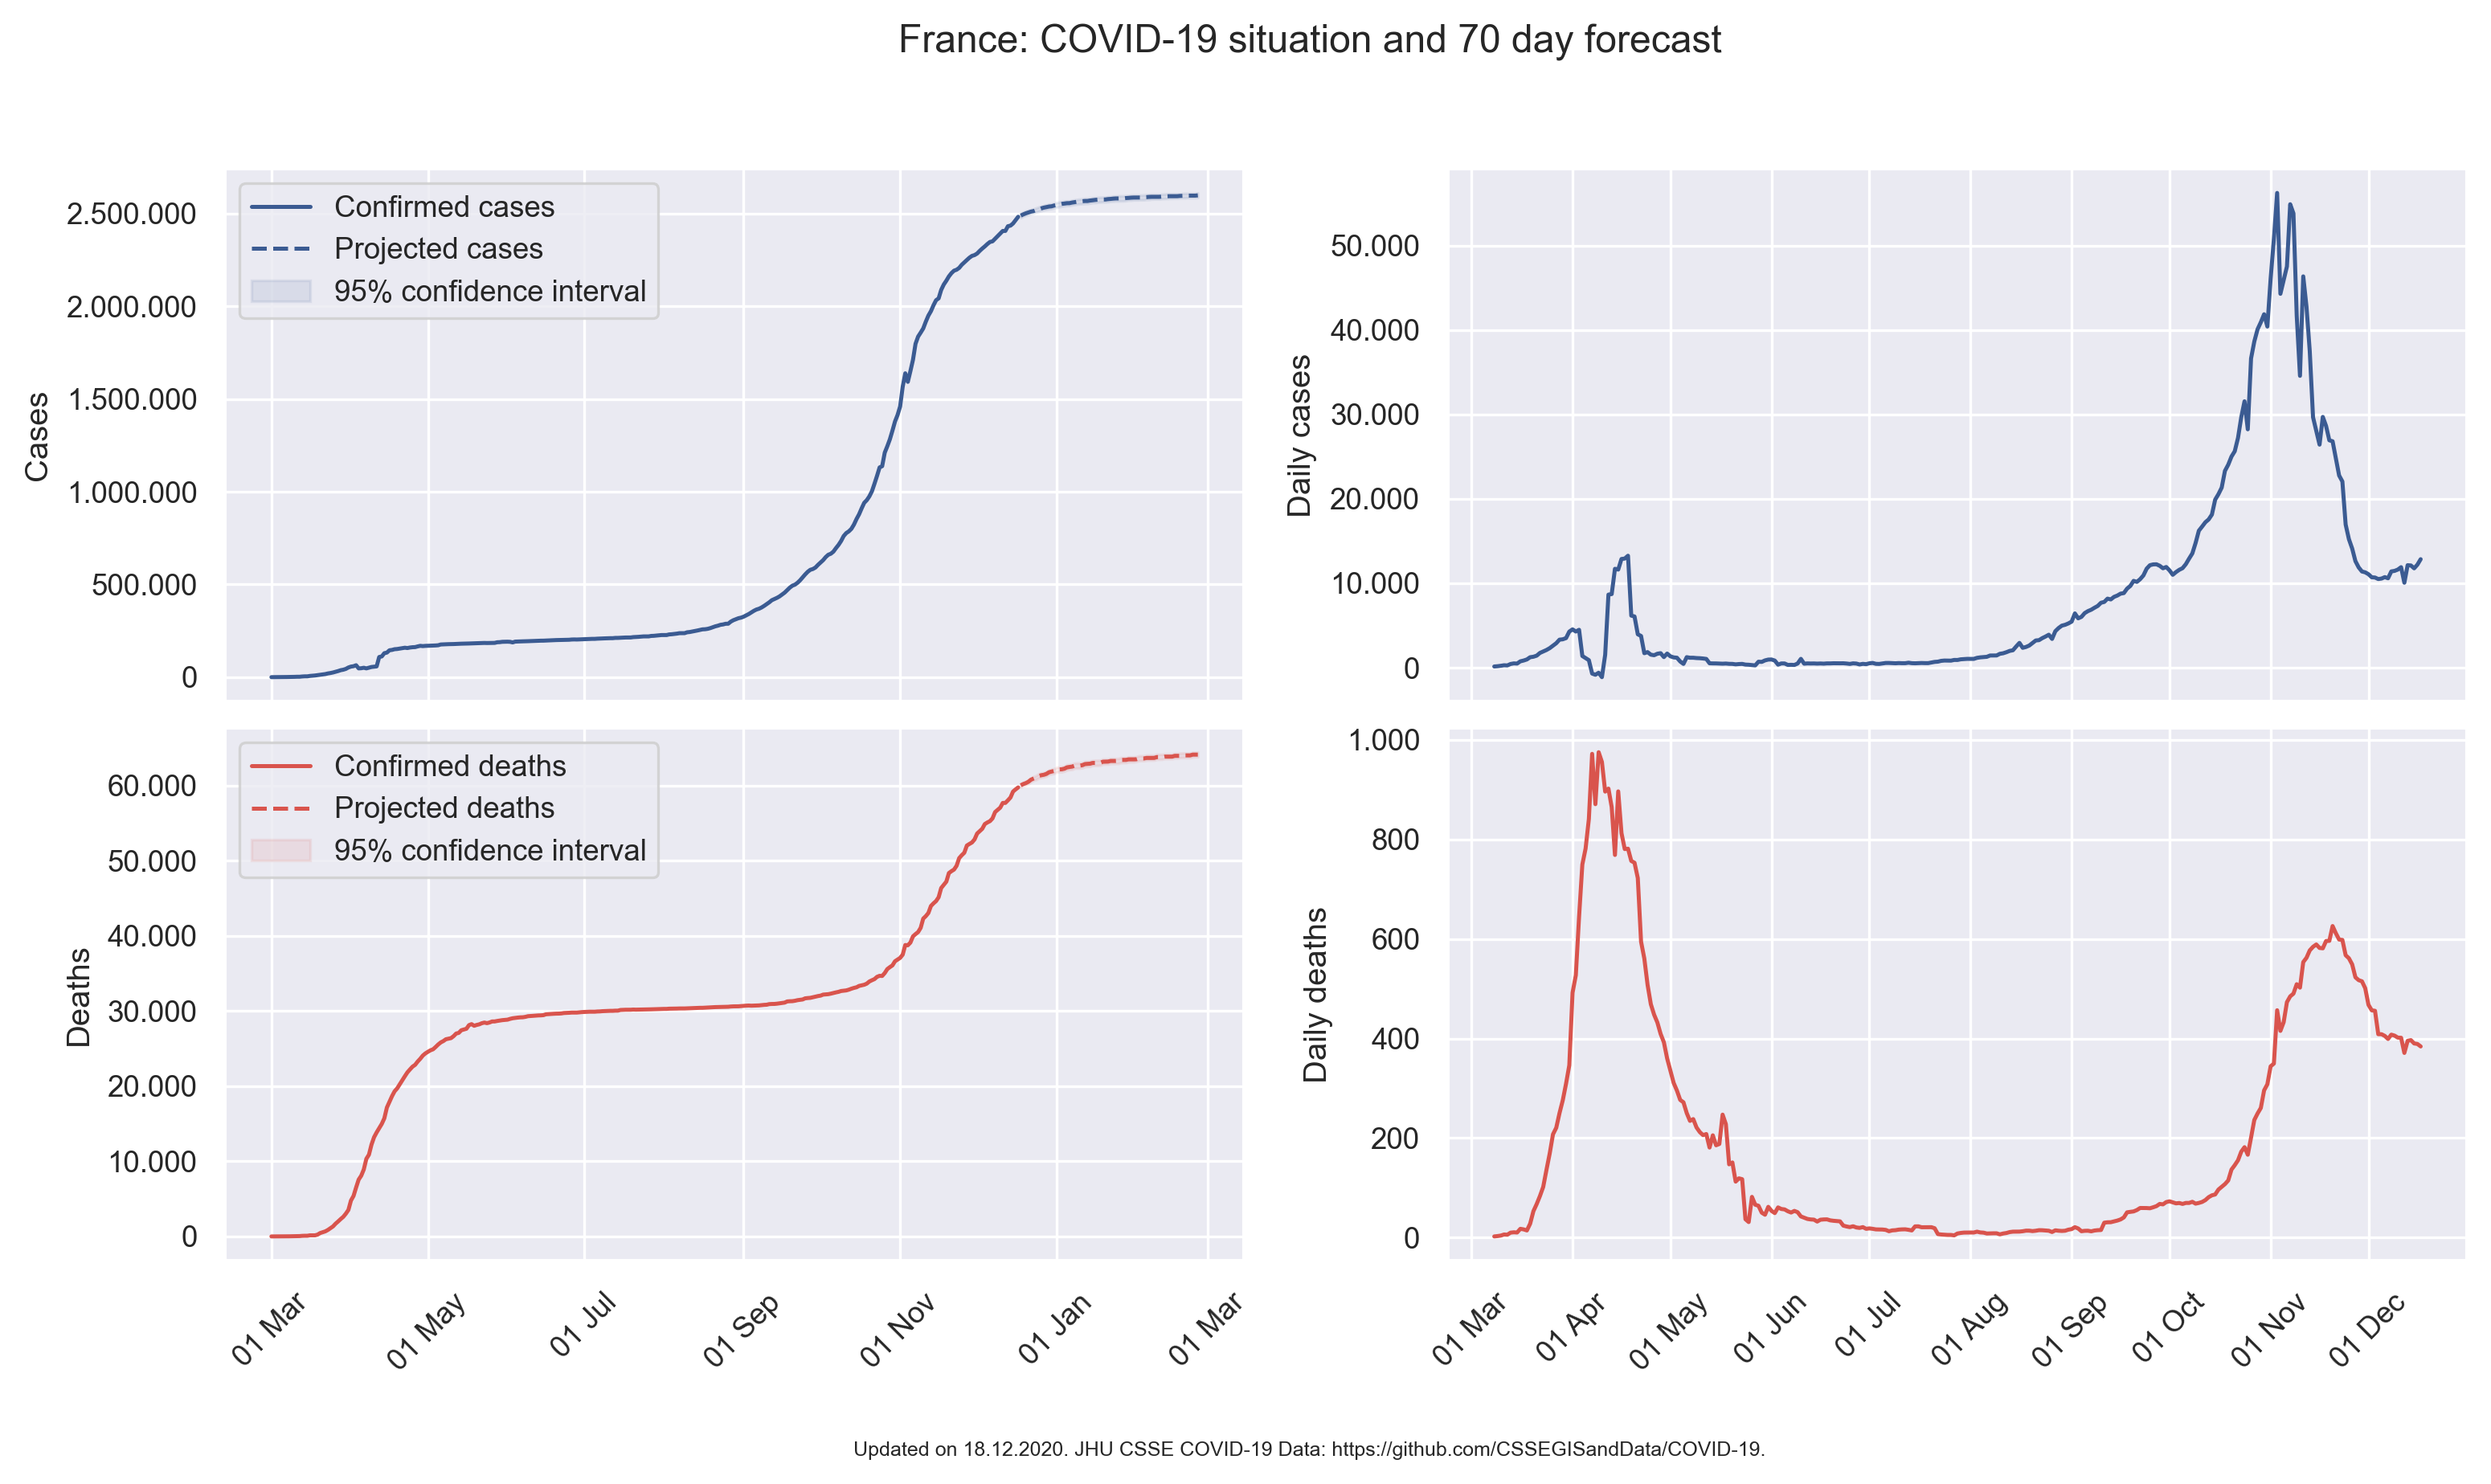 France: COVID-19 situation and 70 day forecast
Confirmed cases
Projected cases
95% confidence interval
2.500.000
2.000.000
1.500.000
1.000.000
500.000
0
Cases
50.000
40.000
30.000
20.000
10.000
0
Daily cases
Confirmed deaths
Projected deaths
95% confidence interval
60.000
50.000
40.000
30.000
20.000
10.000
0
Deaths
01 Mar
01 May
01 Jul
01 Sep
01 Nov
01 Jan
01 Mar
1.000
800
600
400
200
0
Daily deaths
01 Mar
01 Apr
01 May
01 Jun
01 Jul
01 Aug
01 Sep
01 Oct
01 Nov
01 Dec
Updated on 18.12.2020. JHU CSSE COVID-19 Data: https://github.com/CSSEGISandData/COVID-19.